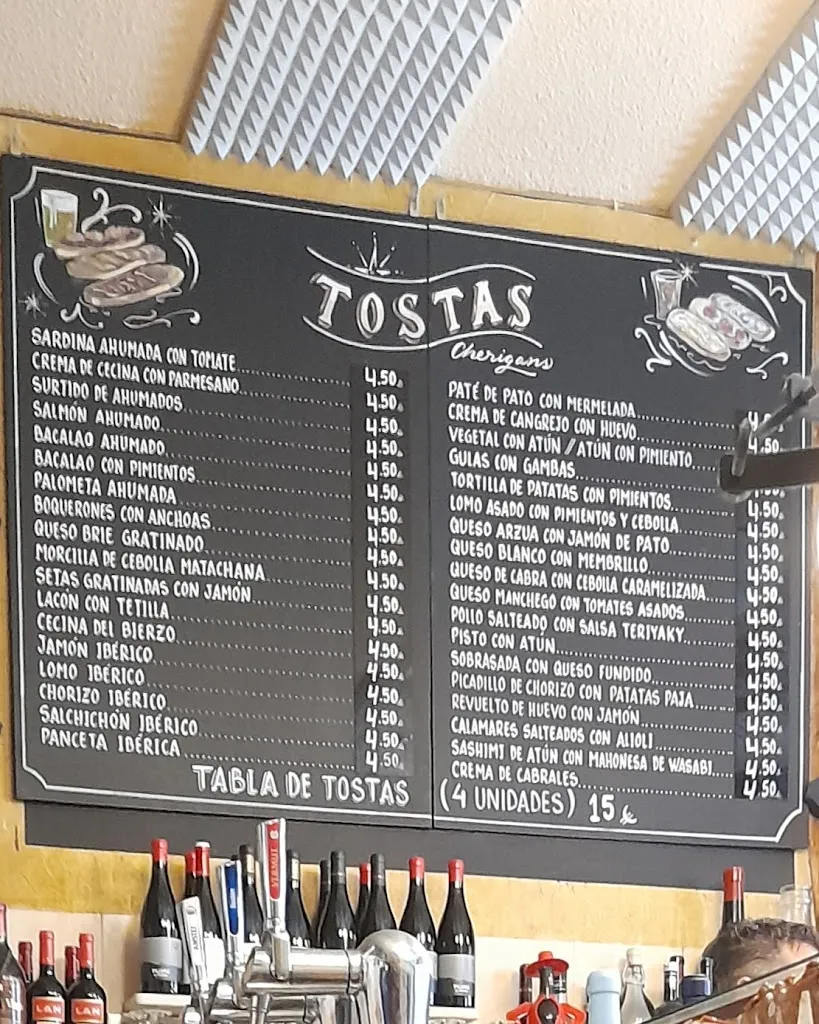 TOSTAS
Cherigans
SARDINA AHUMADA CON TOMATE 4.50
CREMA DE CECINA CON PARMESANO 4.50
SURTIDO DE AHUMADOS 4.50
SALMÓN AHUMADO 4.50
BACALAO AHUMADO 4.50
BACALAO CON PIMIENTOS 4.50
PALOMETA AHUMADA 4.50
BOQUERONES CON ANCHOAS 4.50
QUESO BRIE GRATINADO 4.50
MORCILLA DE CEBOLLA MATACHANA 4.50
SETAS GRATINADAS CON JAMÓN 4.50
LACÓN CON TETILLA 4.50
CECINA DEL BIERZO 4.50
JAMÓN IBÉRICO 4.50
LOMO IBÉRICO 4.50
CHORIZO IBÉRICO 4.50
SALCHICHÓN IBÉRICO 4.50
PANCETA IBÉRICA 4.50
PATÉ DE PATO CON MERMELADA
CREMA DE CANGREJO CON HUEVO
VEGETAL CON ATÚN / ATÚN CON PIMIENTO
GULAS CON GAMBAS
TORTILLA DE PATATAS CON PIMIENTOS 4.50
LOMO ASADO CON PIMIENTOS Y CEBOLLA 4.50
QUESO ARZUA CON JAMÓN DE PATO 4.50
QUESO BLANCO CON MEMBRILLO 4.50
QUESO DE CABRA CON CEBOLLA CARAMELIZADA 4.50
QUESO MANCHEGO CON TOMATES ASADOS 4.50
POLLO SALTEADO CON SALSA TERIYAKY 4.50
PISTO CON ATÚN 4.50
SOBRASADA CON QUESO FUNDIDO 4.50
PICADILLO DE CHORIZO CON PATATAS PAJA 4.50
REVUELTO DE HUEVO CON JAMÓN 4.50
CALAMARES SALTEADOS CON ALIOLI 4.50
SASHIMI DE ATÚN CON MAHONESA DE WASABI 4.50
CREMA DE CABRALES 4.50
TABLA DE TOSTAS (4 UNIDADES) 15 €
VERMUT
LAN
LAN